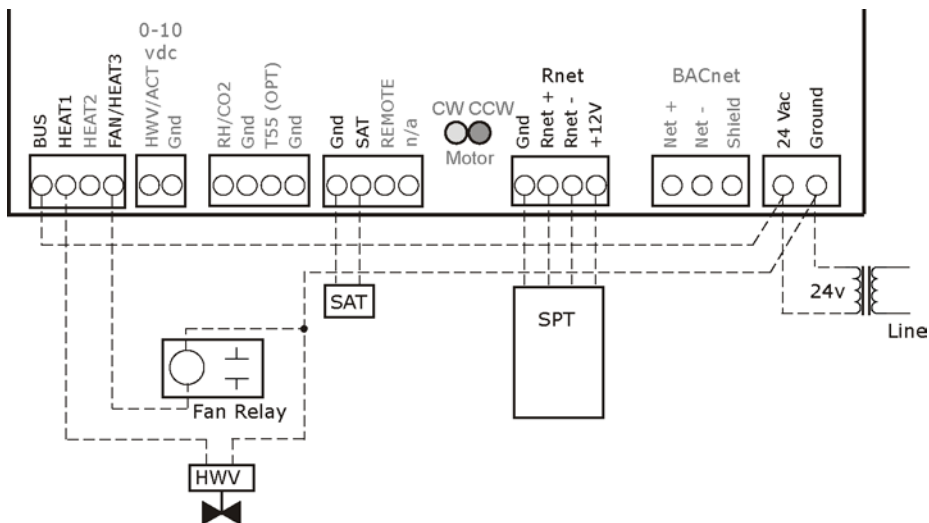 0-10
vdc
BUS
HEAT1
HEAT2
FAN/HEAT3
HWV/ACT
Gnd
RH/CO2
Gnd
T55 (OPT)
Gnd
Gnd
SAT
REMOTE
n/a
CW CCW
Motor
Rnet
Gnd
Rnet +
Rnet -
+12V
BACnet
Net +
Net -
Shield
24 Vac
Ground
SAT
SPT
24v
Line
Fan Relay
HWV